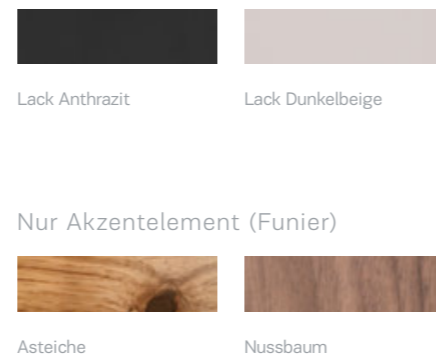 Lack Anthrazit
Lack Dunkelbeige
Nur Akzentelement (Funier)
Asteiche
Nussbaum